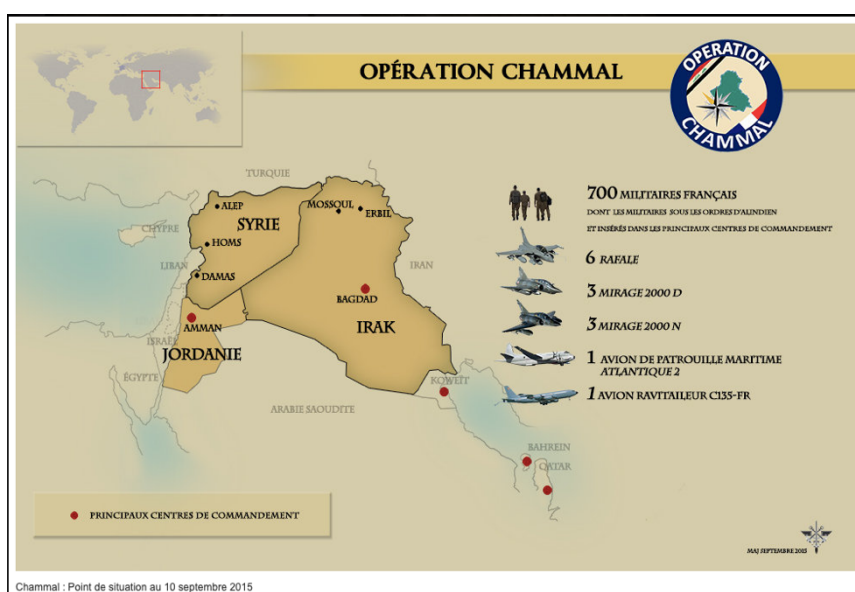 OPÉRATION CHAMMAL
OPERATION
CHAMMAL
TURQUIE
ALEP
MOSSOUL
ERBIL
SYRIE
CHYPRE
HOMS
LIBAN
IRAN
DAMAS
BAGDAD
AMMAN
IRAK
ISRAËL
JORDANIE
ÉGYPTE
KOWEÏT
ARABIE SAOUDITE
BAHREIN
QATAR
700 MILITAIRES FRANÇAIS
DONT LES MILITAIRES SOUS LES ORDRES D'ALINDIEN
ET INSÉRÉS DANS LES PRINCIPAUX CENTRES DE COMMANDEMENT
6 RAFALE
3 MIRAGE 2000 D
3 MIRAGE 2000 N
1 AVION DE PATROUILLE MARITIME
ATLANTIQUE 2
1 AVION RAVITAILEUR C135-FR
PRINCIPAUX CENTRES DE COMMANDEMENT
MAJ SEPTEMBRE 2015
Chammal : Point de situation au 10 septembre 2015